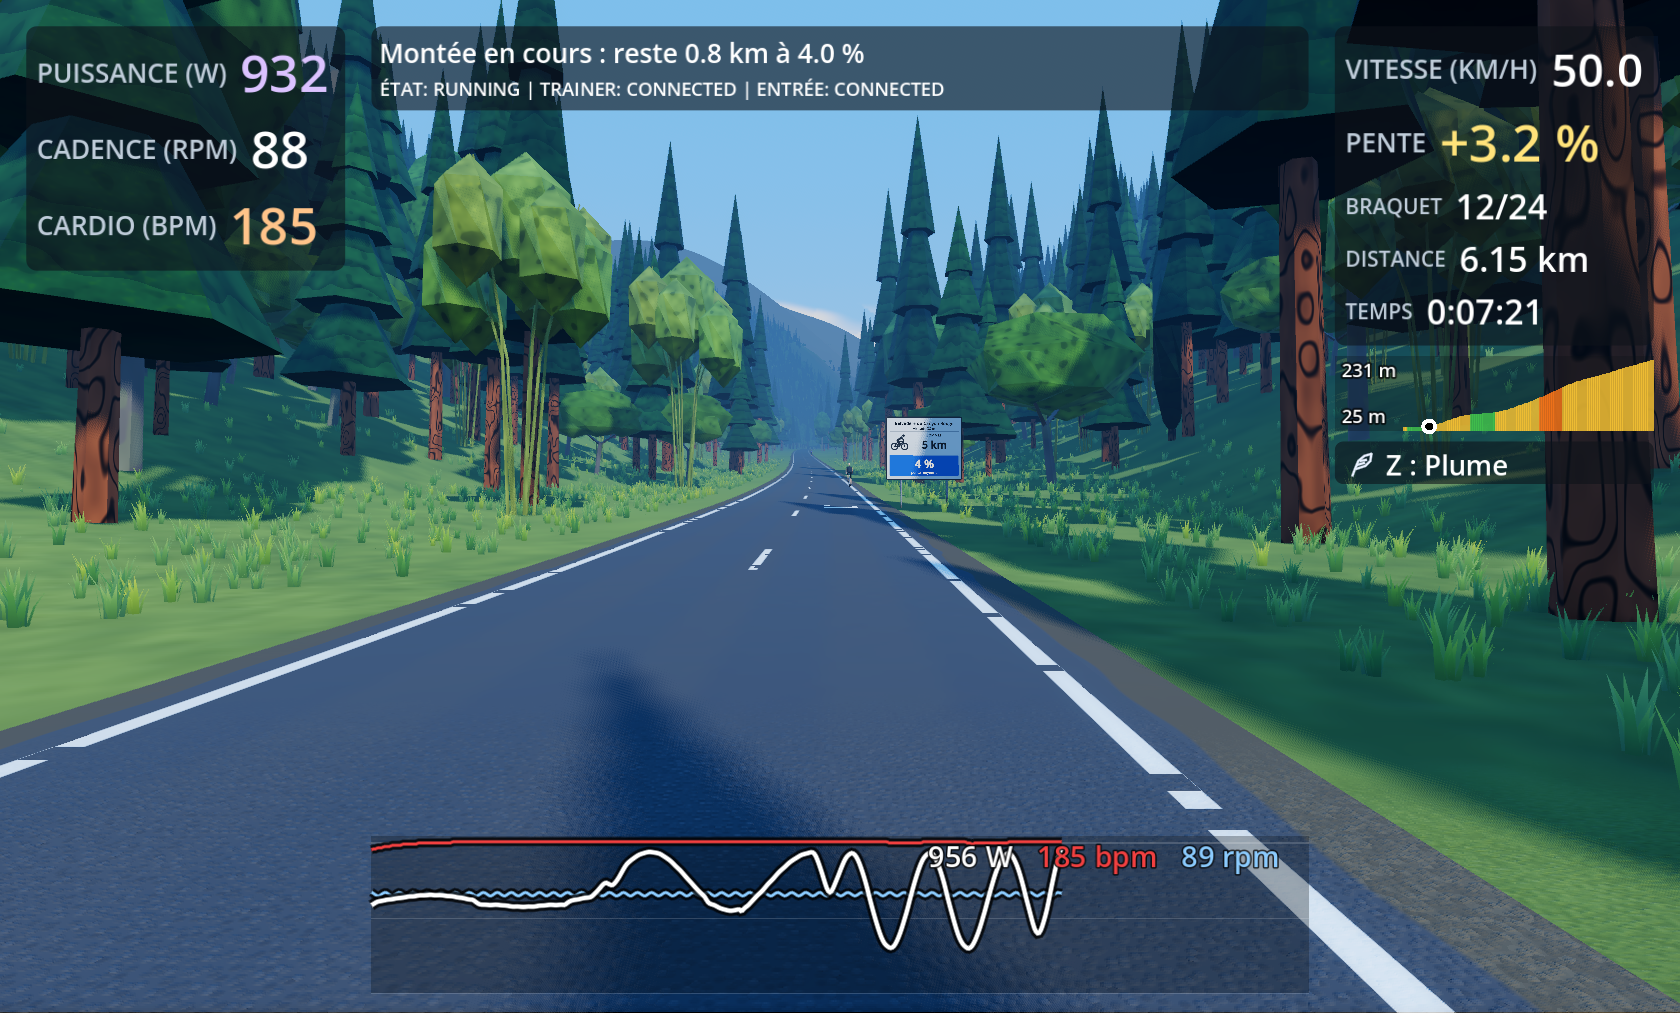 PUISSANCE (W) 932
CADENCE (RPM) 88
CARDIO (BPM) 185
Montée en cours : reste 0.8 km à 4.0 %
ÉTAT: RUNNING | TRAINER: CONNECTED | ENTRÉE: CONNECTED
VITESSE (KM/H) 50.0
PENTE +3.2 %
BRAQUET 12/24
DISTANCE 6.15 km
TEMPS 0:07:21
231 m
25 m
Z : Plume
5 km
4 %
956 W 185 bpm 89 rpm